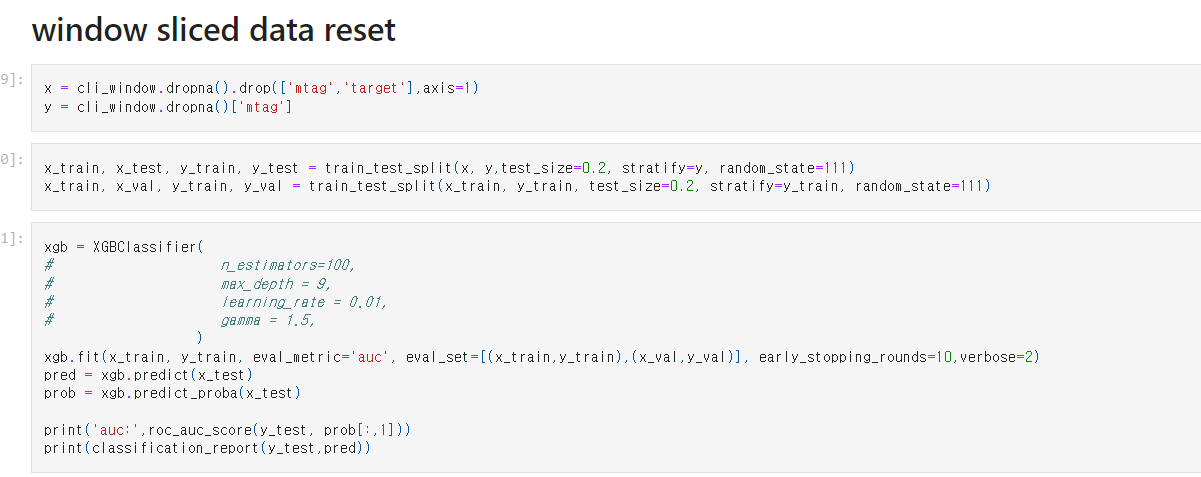 window sliced data reset
9]:
x = cli_window.dropna().drop(['mtag','target'],axis=1)
y = cli_window.dropna()['mtag']
0]:
x_train, x_test, y_train, y_test = train_test_split(x, y,test_size=0.2, stratify=y, random_state=111)
x_train, x_val, y_train, y_val = train_test_split(x_train, y_train, test_size=0.2, stratify=y_train, random_state=111)
1]:
xgb = XGBClassifier(
#                     n_estimators=100,
#                     max_depth = 9,
#                     learning_rate = 0.01,
#                     gamma = 1.5,
                   )
xgb.fit(x_train, y_train, eval_metric='auc', eval_set=[(x_train,y_train),(x_val,y_val)], early_stopping_rounds=10,verbose=2)
pred = xgb.predict(x_test)
prob = xgb.predict_proba(x_test)
print('auc:',roc_auc_score(y_test, prob[:,1]))
print(classification_report(y_test,pred))